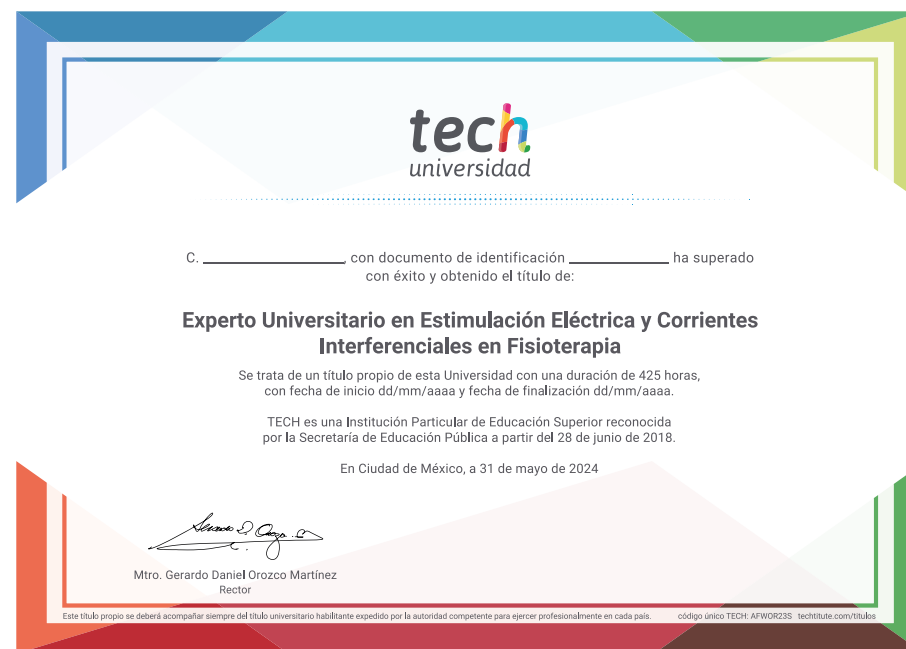 tech
universidad
C. ____________________, con documento de identificación ______________ ha superado
con éxito y obtenido el título de:
Experto Universitario en Estimulación Eléctrica y Corrientes
Interferenciales en Fisioterapia
Se trata de un título propio de esta Universidad con una duración de 425 horas,
con fecha de inicio dd/mm/aaaa y fecha de finalización dd/mm/aaaa.
TECH es una Institución Particular de Educación Superior reconocida
por la Secretaría de Educación Pública a partir del 28 de junio de 2018.
En Ciudad de México, a 31 de mayo de 2024
Mtro. Gerardo Daniel Orozco Martínez
Rector
Este título propio se deberá acompañar siempre del título universitario habilitante expedido por la autoridad competente para ejercer profesionalmente en cada país. código único TECH: AFWOR23S techtitute.com/titulos